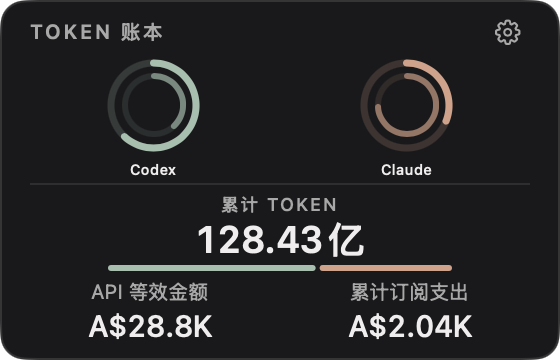 TOKEN 账本
Codex
Claude
累计 TOKEN
128.43亿
API 等效金额
累计订阅支出
A$28.8K
A$2.04K